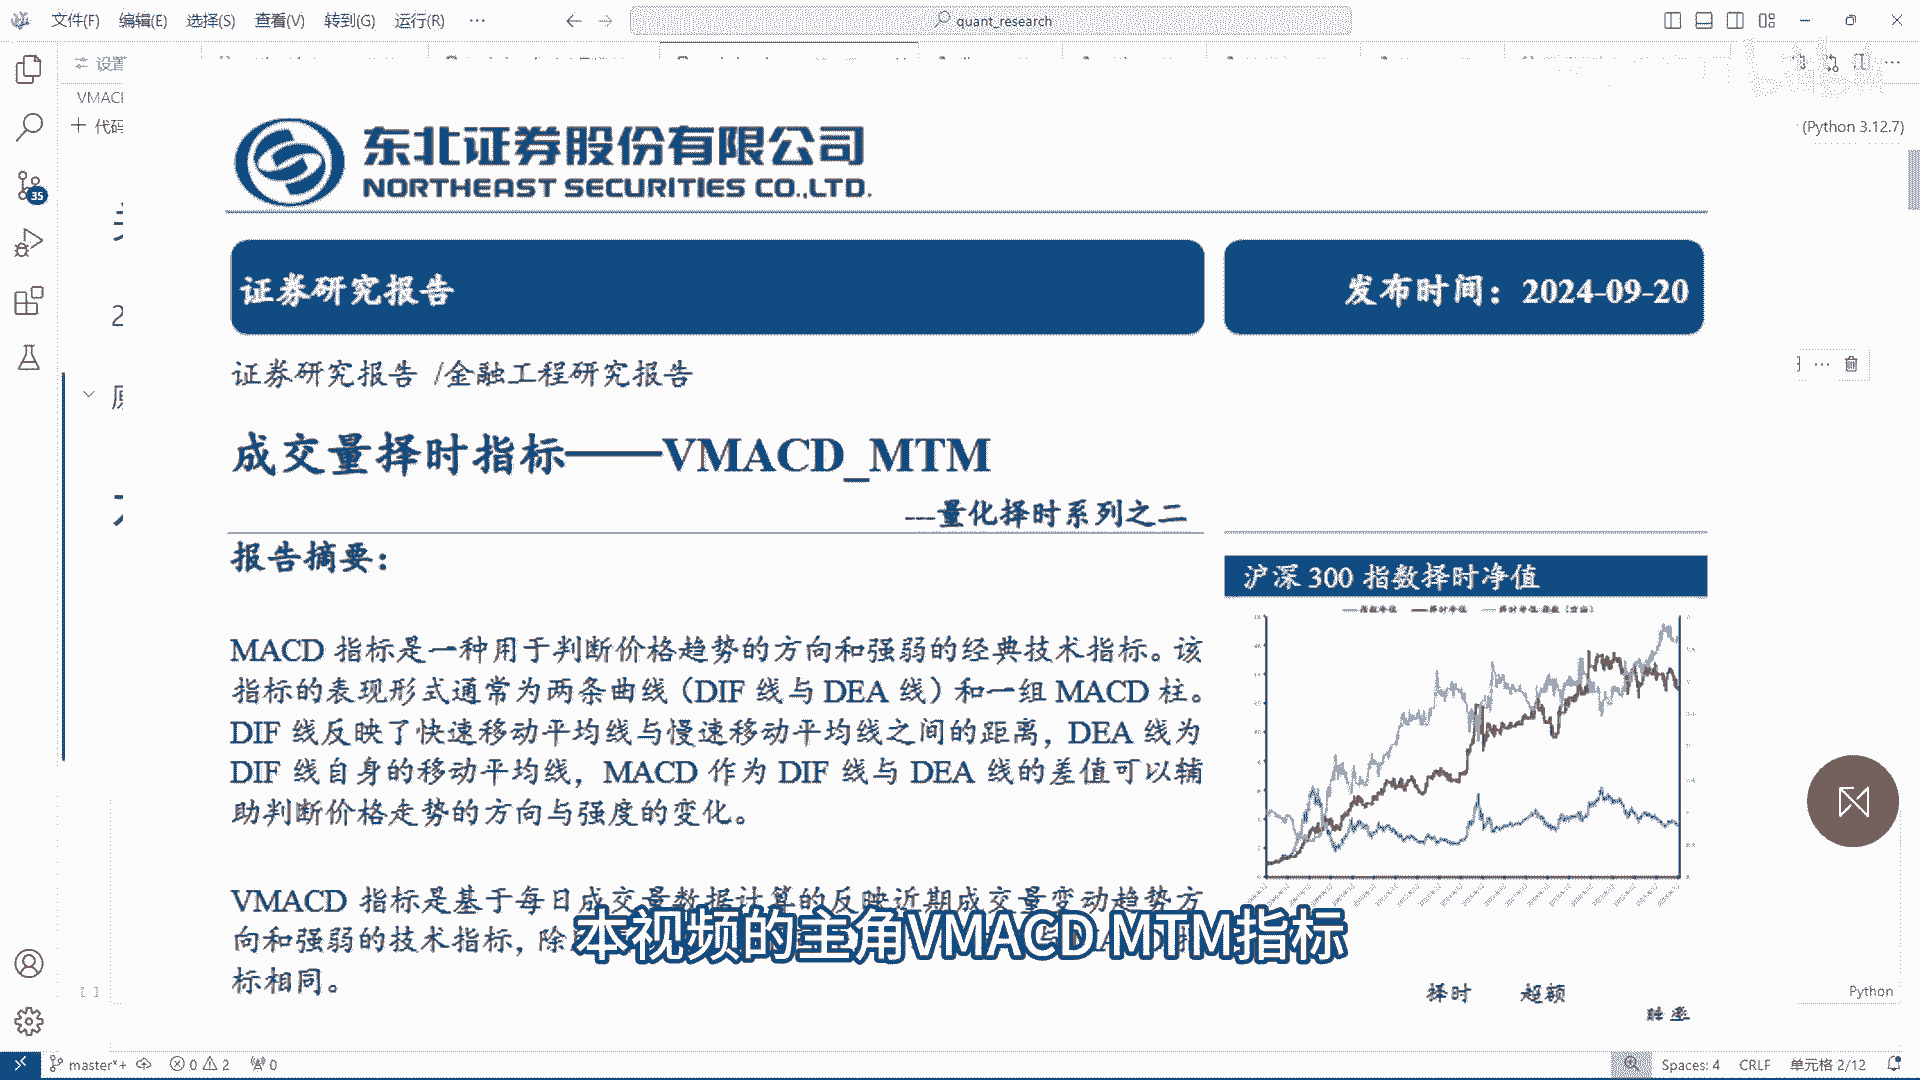 文件(F) 编辑(E) 选择(S) 查看(V) 转到(G) 运行(R) ··· quant_research
设置
VMAC
+ 代码
(Python 3.12.7)
35
东北证券股份有限公司
NORTHEAST SECURITIES CO.,LTD.
证券研究报告
发布时间：2024-09-20
证券研究报告 /金融工程研究报告
成交量择时指标——VMACD_MTM
---量化择时系列之二
报告摘要：
沪深 300 指数择时净值
MACD 指标是一种用于判断价格趋势的方向和强弱的经典技术指标。该
指标的表现形式通常为两条曲线（DIF 线与 DEA 线）和一组 MACD 柱。
DIF 线反映了快速移动平均线与慢速移动平均线之间的距离，DEA 线为
DIF 线自身的移动平均线，MACD 作为 DIF 线与 DEA 线的差值可以辅
助判断价格走势的方向与强度的变化。
VMACD 指标是基于每日成交量数据计算的反映近期成交量变动趋势方
向和强弱的技术指标，除
标相同。
本视频的主角VMACD MTM指标
择时 超额
胜率
[ ]
Python
master*+ 0 2 0
Spaces: 4 CRLF 单元格 2/12